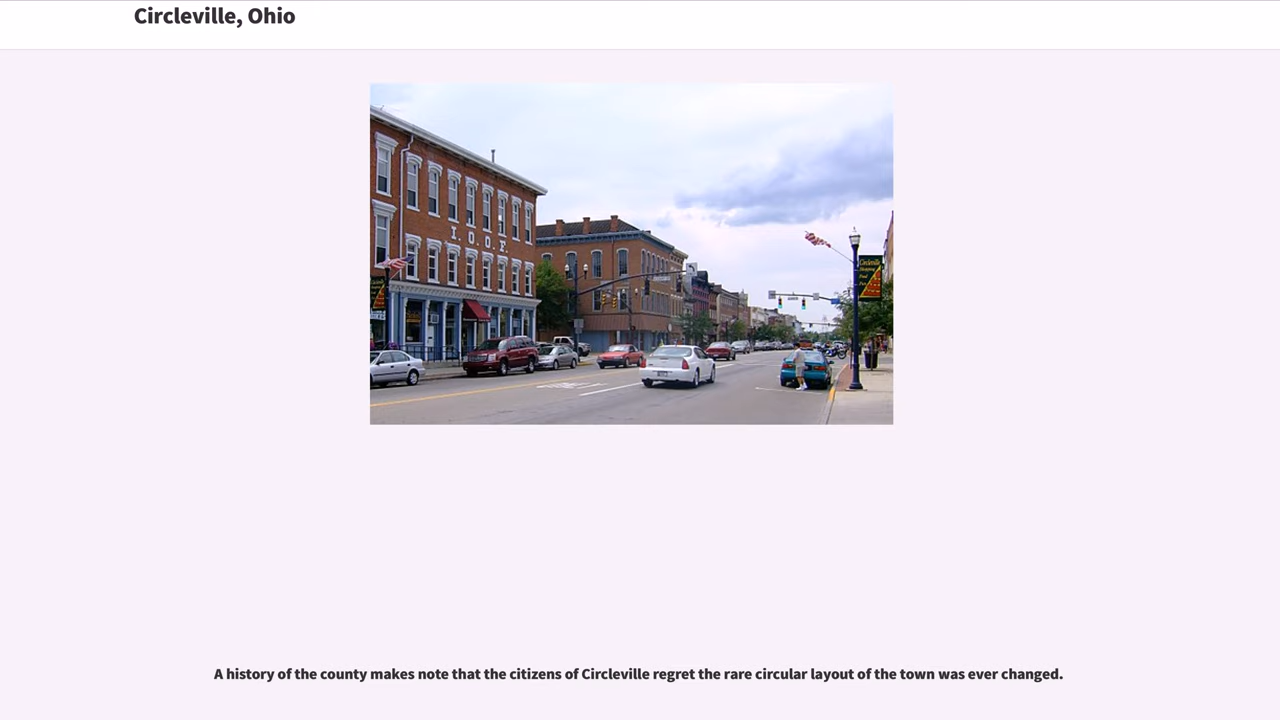 Circleville, Ohio
I. O. O. F.
Circleville
A history of the county makes note that the citizens of Circleville regret the rare circular layout of the town was ever changed.